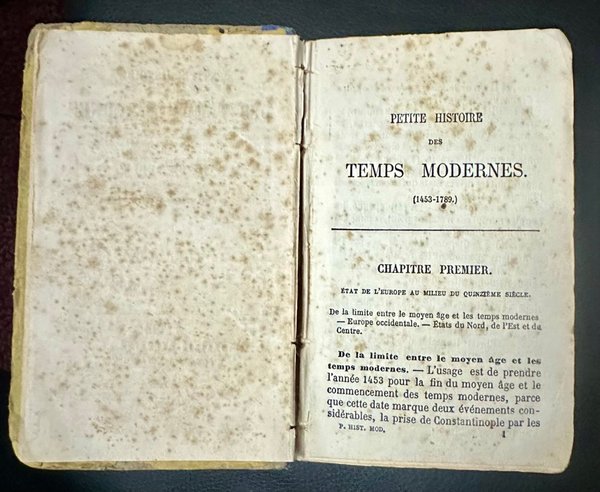 PETITE HISTOIRE
DES
TEMPS MODERNES.
(1453-1789.)
CHAPITRE PREMIER.
ÉTAT DE L'EUROPE AU MILIEU DU QUINZIÈME SIÈCLE.
De la limite entre le moyen âge et les temps modernes
— Europe occidentale. — États du Nord, de l'Est et du
Centre.
De la limite entre le moyen âge et les
temps modernes. — L'usage est de prendre
l'année 1453 pour la fin du moyen âge et le
commencement des temps modernes, parce
que cette date marque deux événements con-
sidérables, la prise de Constantinople par les
P. HIST. MOD. 1